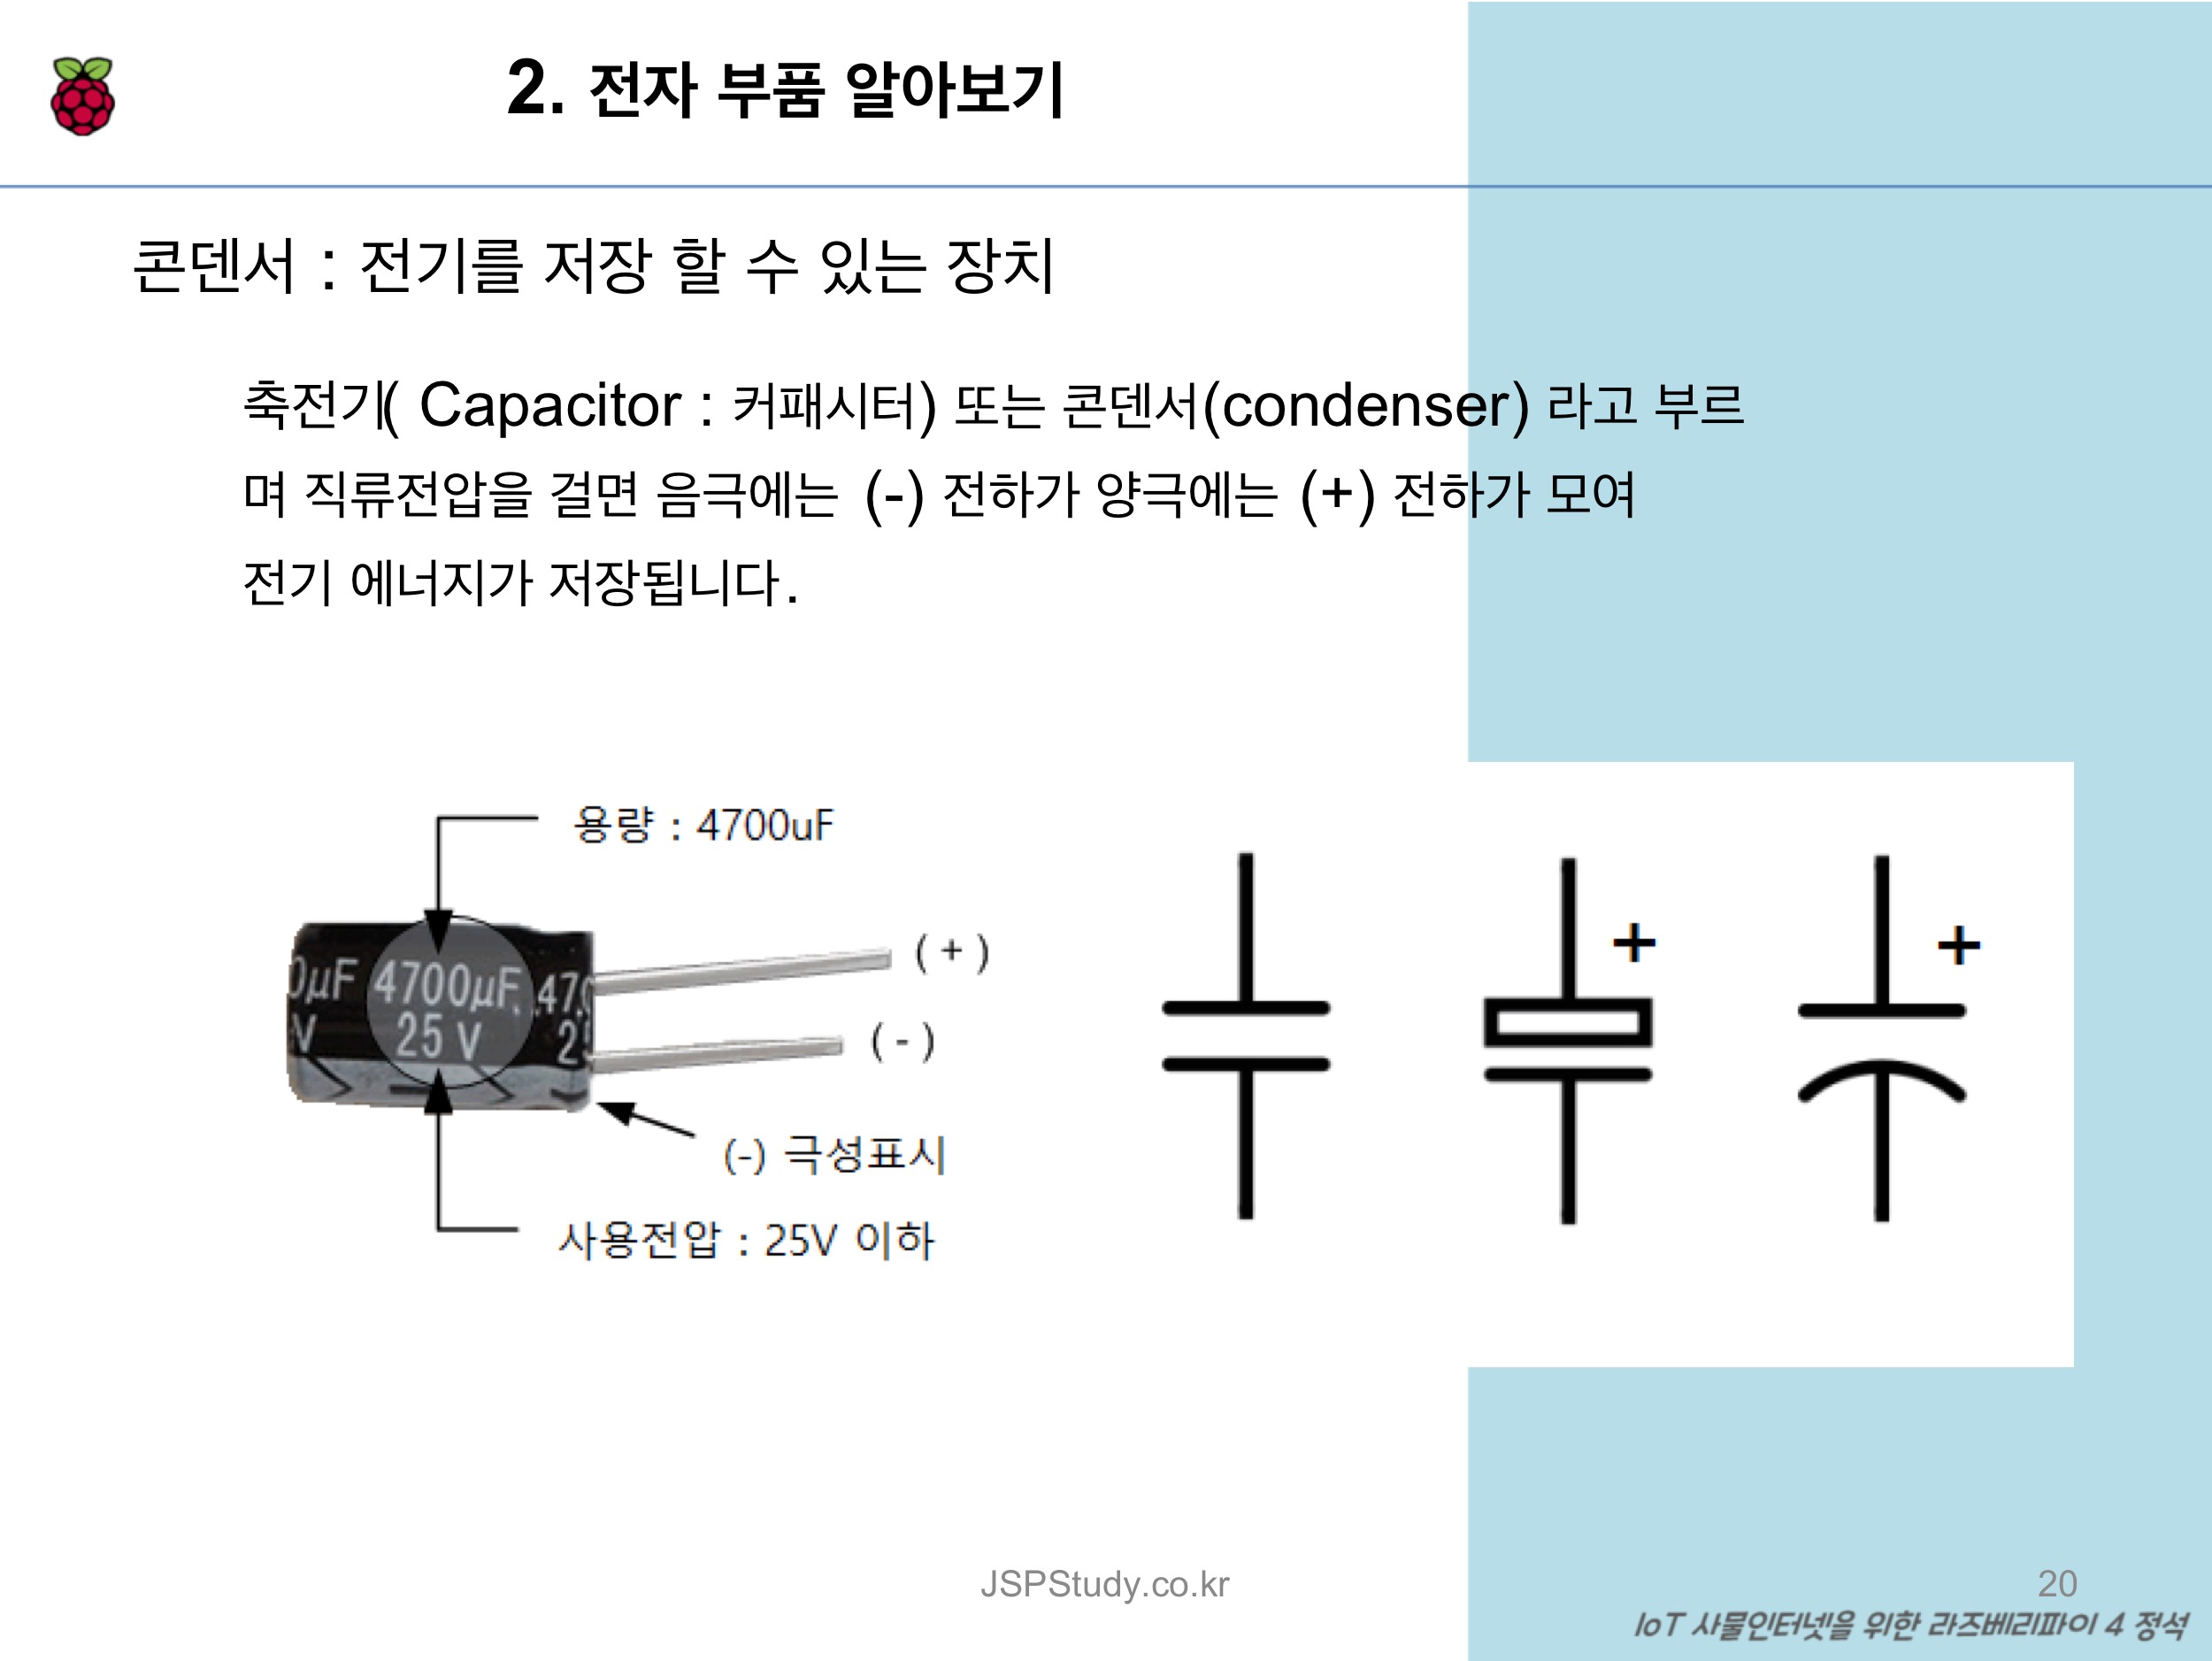 2. 전자 부품 알아보기
콘덴서 : 전기를 저장 할 수 있는 장치
축전기( Capacitor : 커패시터) 또는 콘덴서(condenser) 라고 부르
며 직류전압을 걸면 음극에는 (-) 전하가 양극에는 (+) 전하가 모여
전기 에너지가 저장됩니다.
용량 : 4700uF
( + )
0µF 4700µF 470
V 25 V 25
( - )
(-) 극성표시
사용전압 : 25V 이하
+
+
JSPStudy.co.kr
20
IoT 사물인터넷을 위한 라즈베리파이 4 정석